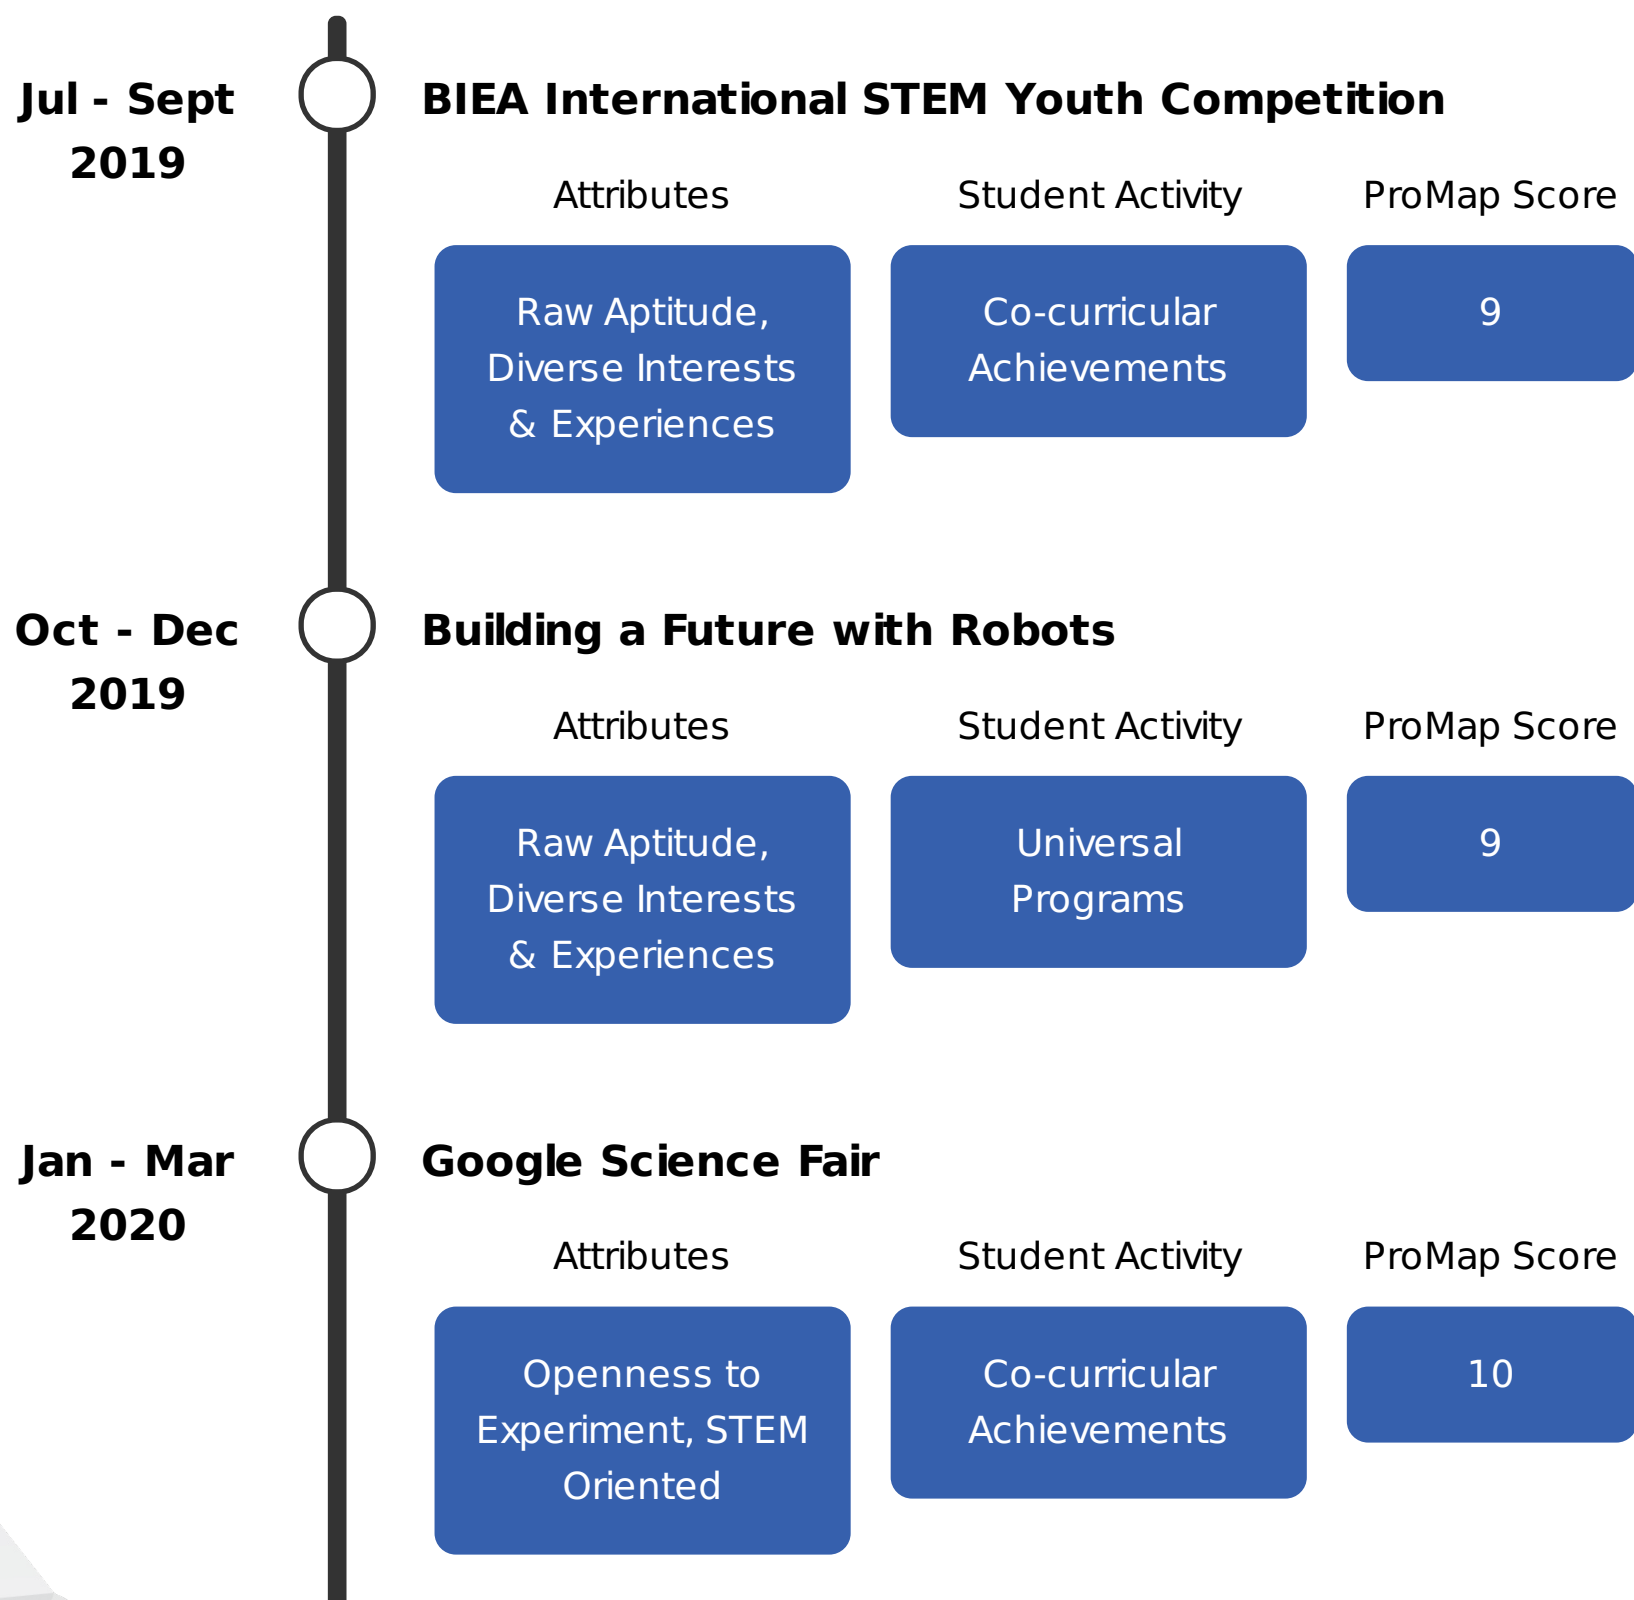 Jul - Sept
2019
BIEA International STEM Youth Competition
Attributes
Student Activity
ProMap Score
Raw Aptitude,
Diverse Interests
& Experiences
Co-curricular
Achievements
9
Oct - Dec
2019
Building a Future with Robots
Attributes
Student Activity
ProMap Score
Raw Aptitude,
Diverse Interests
& Experiences
Universal
Programs
9
Jan - Mar
2020
Google Science Fair
Attributes
Student Activity
ProMap Score
Openness to
Experiment, STEM
Oriented
Co-curricular
Achievements
10